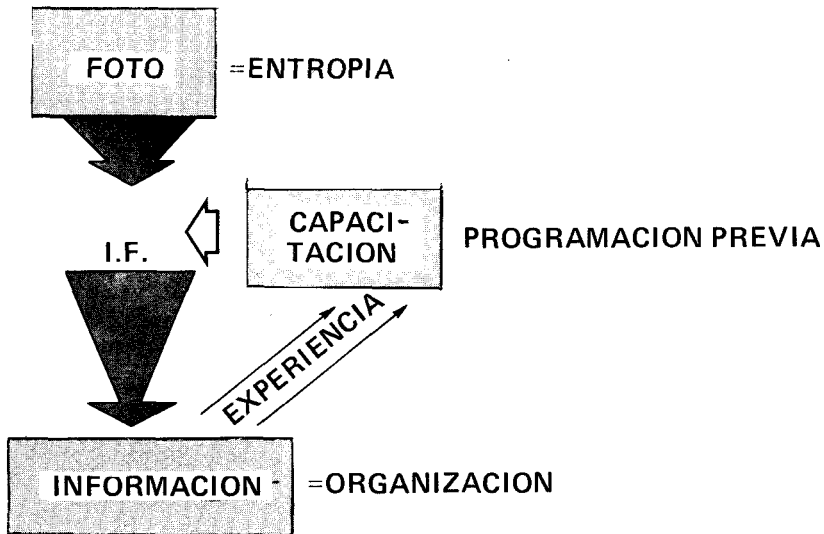 FOTO =ENTROPIA
CAPACI-
TACION
PROGRAMACION PREVIA
I.F.
EXPERIENCIA
INFORMACION =ORGANIZACION